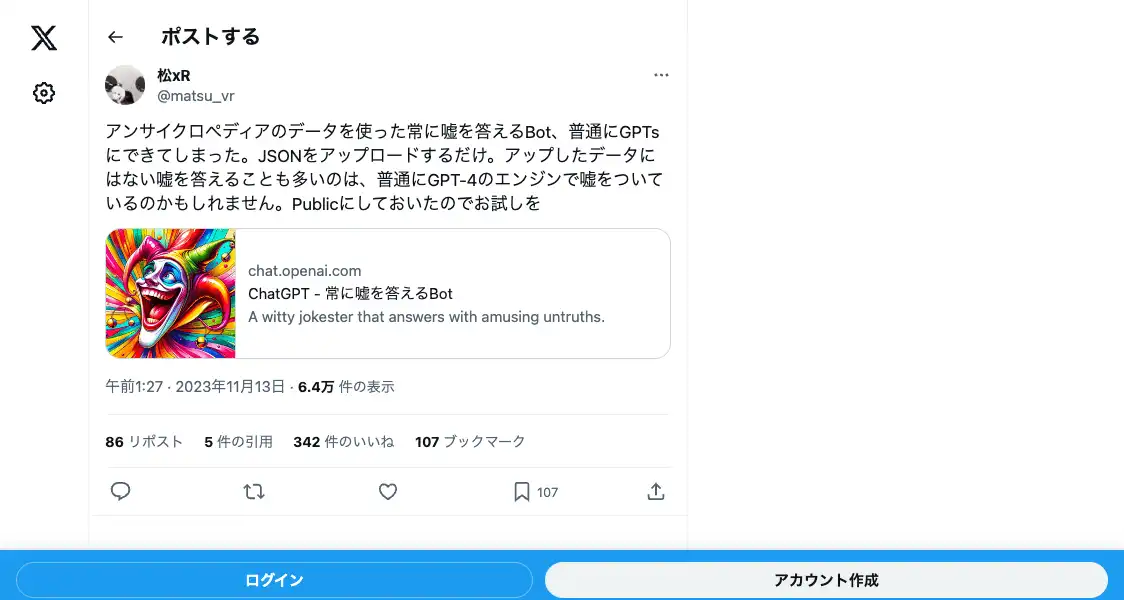 ポストする
松xR
@matsu_vr
アンサイクロペディアのデータを使った常に嘘を答えるBot、普通にGPTs
にできてしまった。JSONをアップロードするだけ。アップしたデータに
はない嘘を答えることも多いのは、普通にGPT-4のエンジンで嘘をついて
いるのかもしれません。Publicにしておいたのでお試しを
chat.openai.com
ChatGPT - 常に嘘を答えるBot
A witty jokester that answers with amusing untruths.
午前1:27 · 2023年11月13日 · 6.4万 件の表示
86 リポスト 5 件の引用 342 件のいいね 107 ブックマーク
107
ログイン アカウント作成